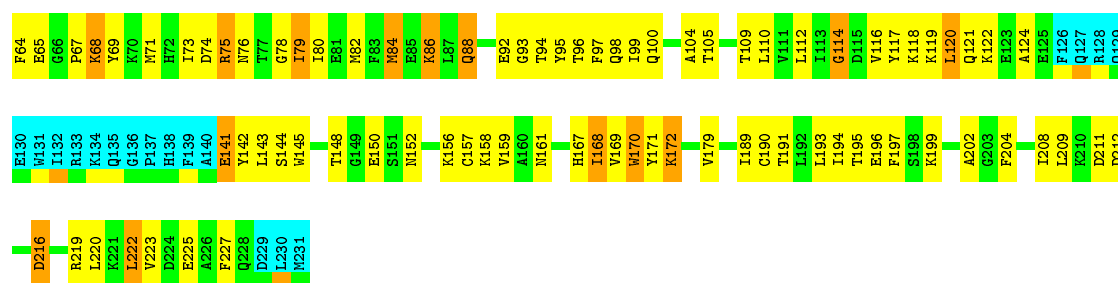 F64 E65 G66 P67 K68 Y69 K70 M71 H72 I73 D74 R75 N76 T77 G78 I79 I80 E81 M82 F83 M84 E85 K86 L87 Q88 E92 G93 T94 Y95 T96 F97 Q98 I99 Q100 A104 T105 T109 L110 V111 L112 I113 G114 D115 V116 Y117 K118 K119 L120 Q121 K122 E123 A124 E125 F126 Q127 R128 Q129
E130 W131 I132 R133 K134 Q135 G136 P137 H138 F139 A140 E141 Y142 L143 S144 W145 T148 G149 E150 S151 N152 K156 C157 K158 V159 A160 N161 H167 I168 V169 W170 Y171 K172 V179 I189 C190 T191 L192 L193 I194 T195 E196 F197 S198 K199 A202 G203 F204 I208 L209 K210 D211 D212
D216 R219 L220 K221 L222 V223 D224 E225 A226 F227 Q228 D229 L230 M231